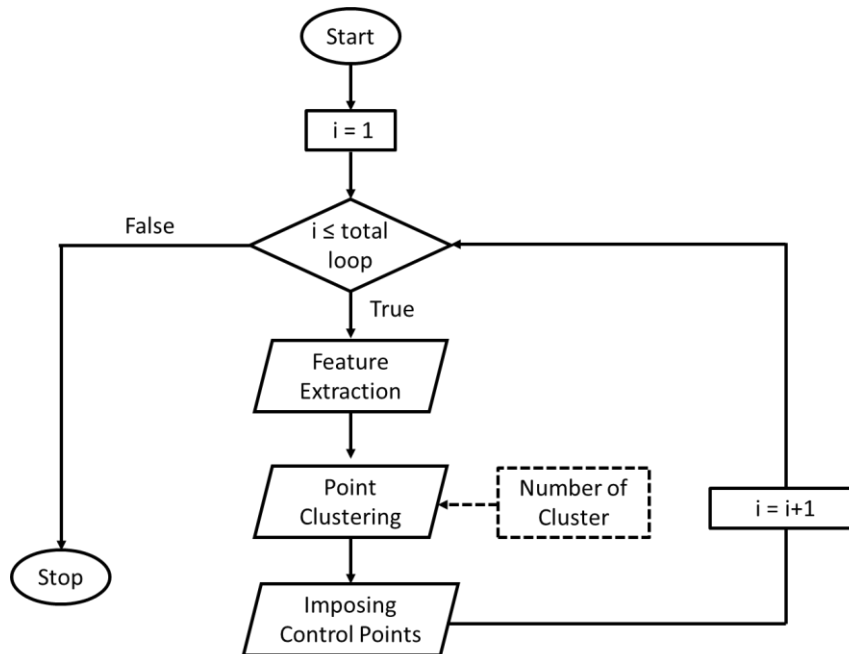 Start
i = 1
False
i ≤ total
loop
True
Feature
Extraction
Point
Clustering
Number of
Cluster
i = i+1
Stop
Imposing
Control Points